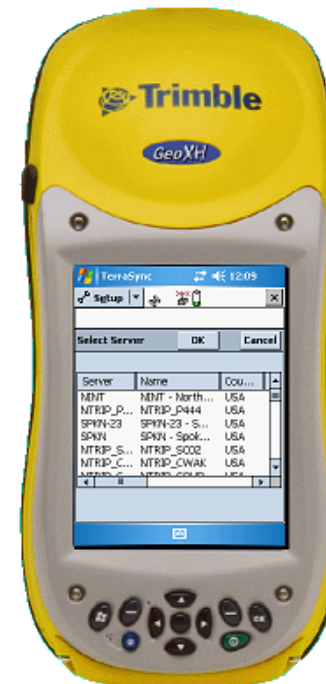 Trimble
GeoXH
TerraSync 12:09
Setup
Select Server OK Cancel
Server Name Cou...
NINT NINT - North... USA
NTRIP_P... NTRIP_P444 USA
SPKN-23 SPKN-23 - S... USA
SPKN SPKN - Spok... USA
NTRIP_S... NTRIP_SC02 USA
NTRIP_C... NTRIP_CWAK USA
OK